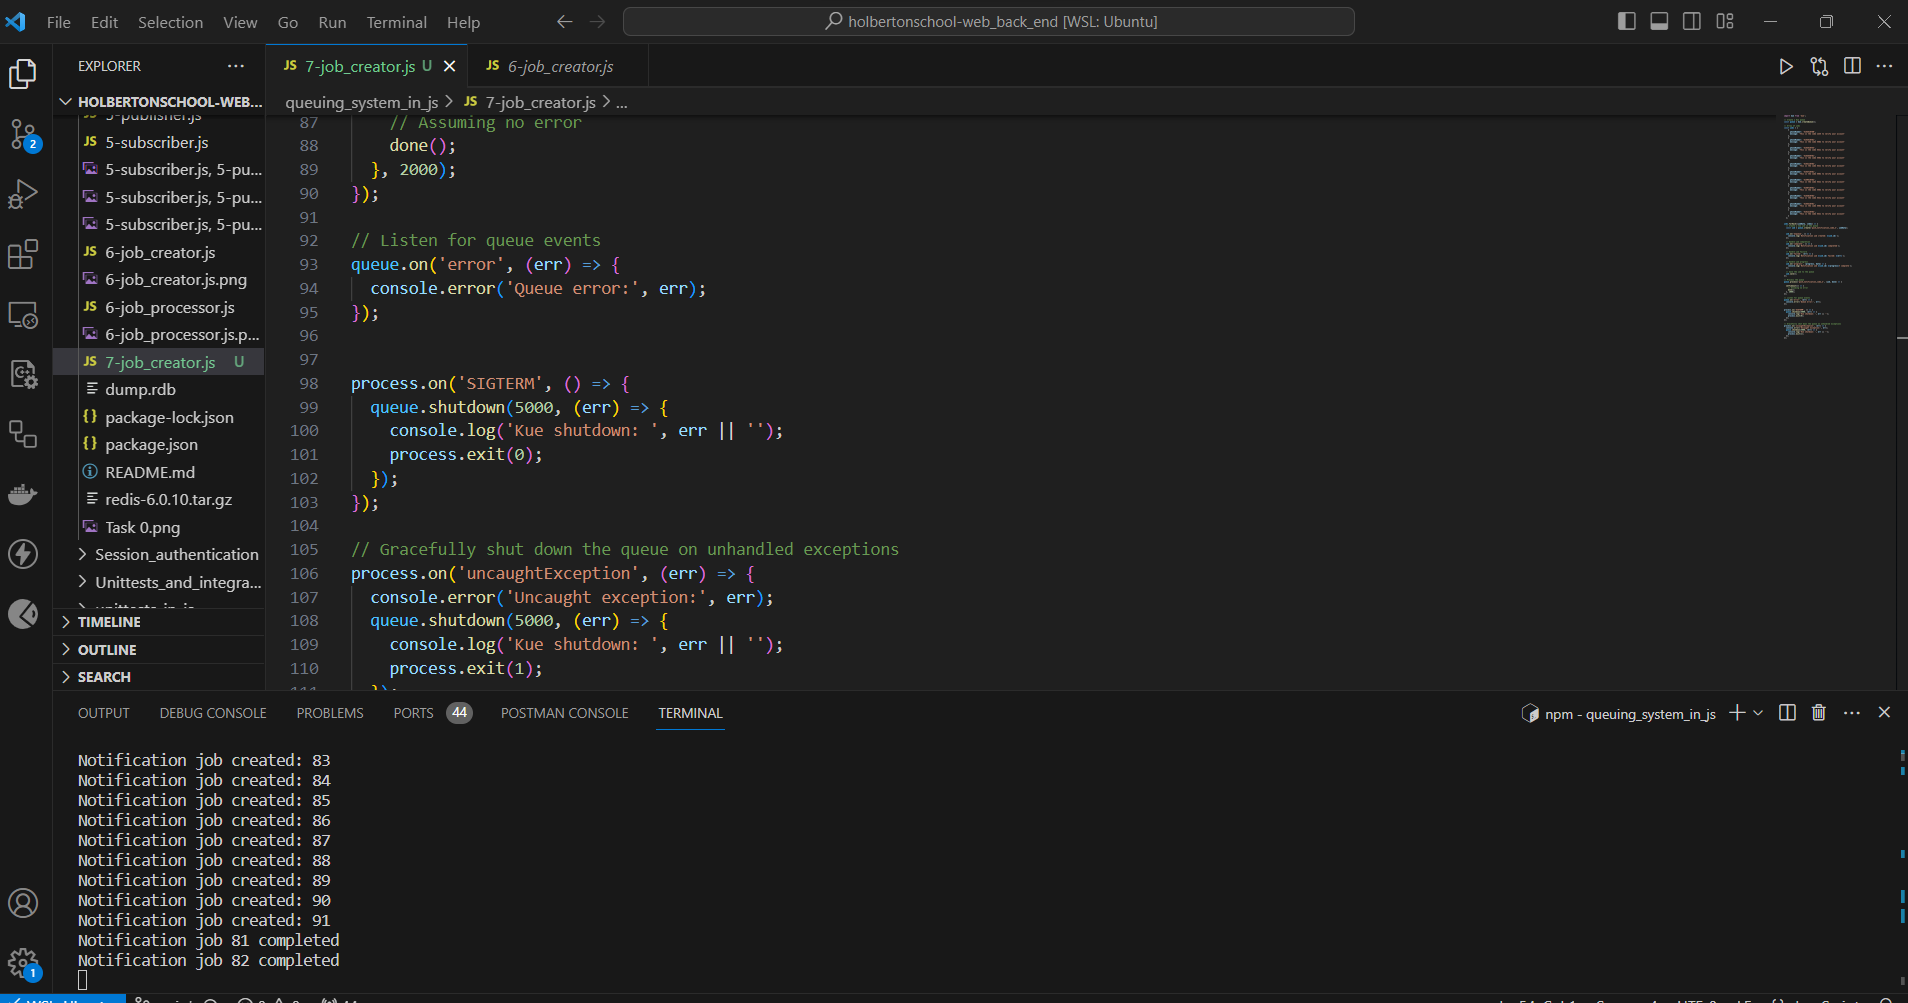 File Edit Selection View Go Run Terminal Help
holbertonschool-web_back_end [WSL: Ubuntu]
EXPLORER
HOLBERTONSCHOOL-WEB...
5-publisher.js
5-subscriber.js
5-subscriber.js, 5-pu...
5-subscriber.js, 5-pu...
5-subscriber.js, 5-pu...
6-job_creator.js
6-job_creator.js.png
6-job_processor.js
6-job_processor.js.p...
7-job_creator.js U
dump.rdb
package-lock.json
package.json
README.md
redis-6.0.10.tar.gz
Task 0.png
Session_authentication
Unittests_and_integra...
TIMELINE
OUTLINE
SEARCH
2
1
JS 7-job_creator.js U
JS 6-job_creator.js
queuing_system_in_js > JS 7-job_creator.js > ...
87 // Assuming no error
88 done();
89 }, 2000);
90 });
91
92 // Listen for queue events
93 queue.on('error', (err) => {
94 console.error('Queue error:', err);
95 });
96
97
98 process.on('SIGTERM', () => {
99 queue.shutdown(5000, (err) => {
100 console.log('Kue shutdown: ', err || '');
101 process.exit(0);
102 });
103 });
104
105 // Gracefully shut down the queue on unhandled exceptions
106 process.on('uncaughtException', (err) => {
107 console.error('Uncaught exception:', err);
108 queue.shutdown(5000, (err) => {
109 console.log('Kue shutdown: ', err || '');
110 process.exit(1);
111 });
OUTPUT DEBUG CONSOLE PROBLEMS PORTS 44 POSTMAN CONSOLE TERMINAL
npm - queuing_system_in_js
Notification job created: 83
Notification job created: 84
Notification job created: 85
Notification job created: 86
Notification job created: 87
Notification job created: 88
Notification job created: 89
Notification job created: 90
Notification job created: 91
Notification job 81 completed
Notification job 82 completed